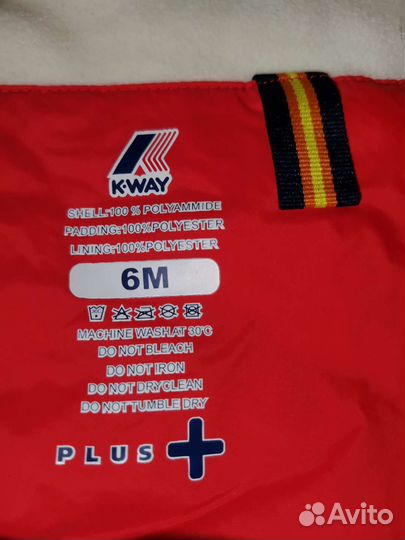 K-WAY
SHELL:100% POLYAMMIDE
PADDING:100%POLYESTER
LINING:100%POLYESTER
6M
MACHINE WASH AT 30°C
DO NOT BLEACH
DO NOT IRON
DO NOT DRYCLEAN
DO NOT TUMBLE DRY
PLUS +
Avito